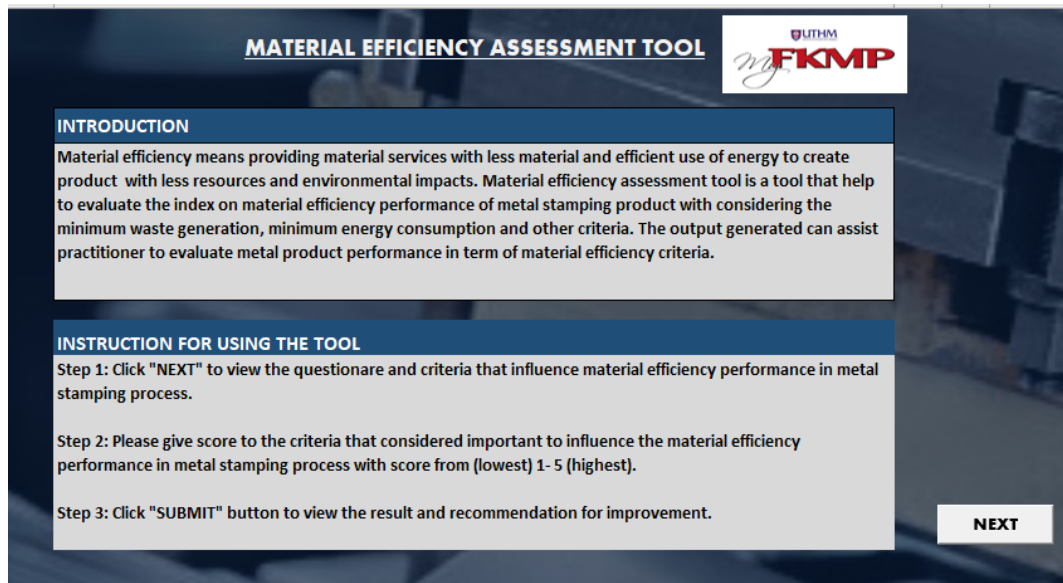 MATERIAL EFFICIENCY ASSESSMENT TOOL
UTHM
my FKMP
INTRODUCTION
Material efficiency means providing material services with less material and efficient use of energy to create
product with less resources and environmental impacts. Material efficiency assessment tool is a tool that help
to evaluate the index on material efficiency performance of metal stamping product with considering the
minimum waste generation, minimum energy consumption and other criteria. The output generated can assist
practitioner to evaluate metal product performance in term of material efficiency criteria.
INSTRUCTION FOR USING THE TOOL
Step 1: Click "NEXT" to view the questionare and criteria that influence material efficiency performance in metal
stamping process.
Step 2: Please give score to the criteria that considered important to influence the material efficiency
performance in metal stamping process with score from (lowest) 1- 5 (highest).
Step 3: Click "SUBMIT" button to view the result and recommendation for improvement.
NEXT